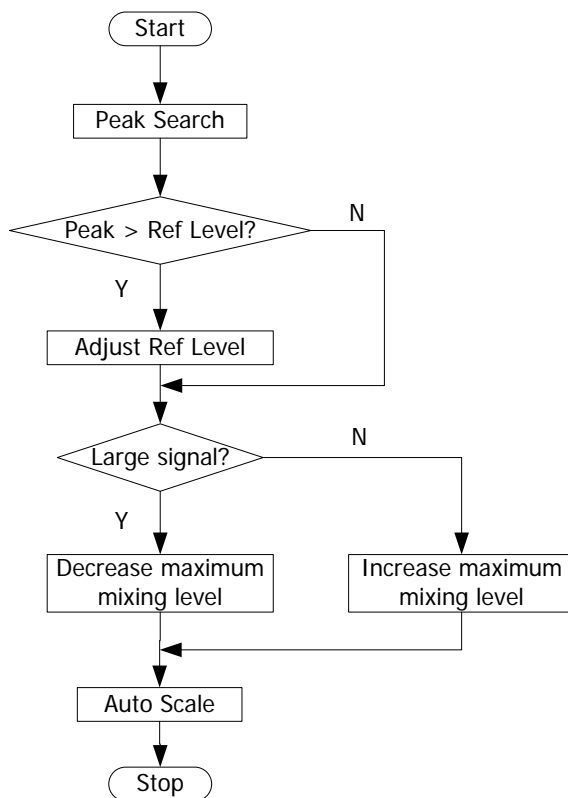 Start
Peak Search
Peak > Ref Level?
N
Y
Adjust Ref Level
Large signal?
N
Y
Decrease maximum
mixing level
Increase maximum
mixing level
Auto Scale
Stop